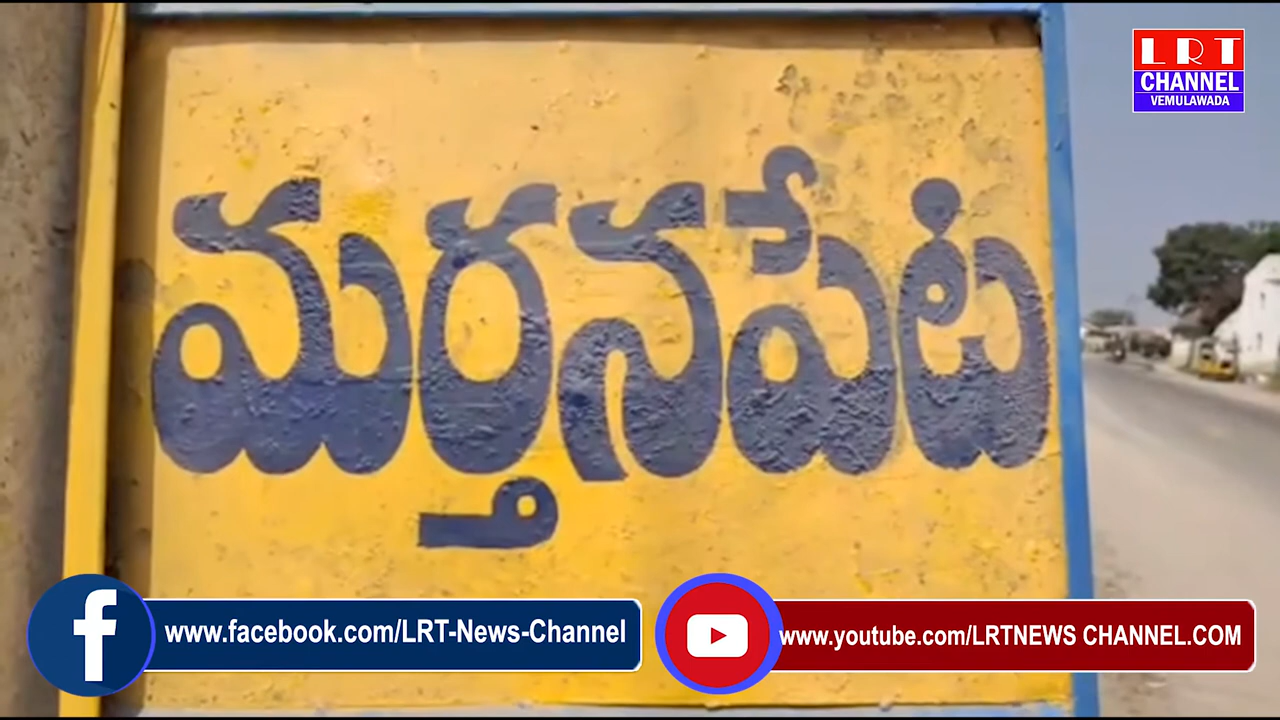 LRT
CHANNEL
VEMULAWADA
మర్తనపేట
www.facebook.com/LRT-News-Channel
www.youtube.com/LRTNEWS CHANNEL.COM